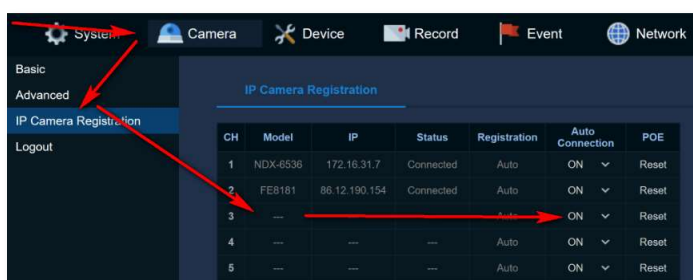 System Camera Device Record Event Network
Basic
Advanced
IP Camera Registration
Logout
IP Camera Registration
CH Model IP Status Registration Auto Connection POE
1 NDX-6536 172.16.31.7 Connected Auto ON Reset
2 FE8181 86.12.190.154 Connected Auto ON Reset
3 --- --- --- Auto ON Reset
4 --- --- --- Auto ON Reset
5 --- --- --- Auto ON Reset